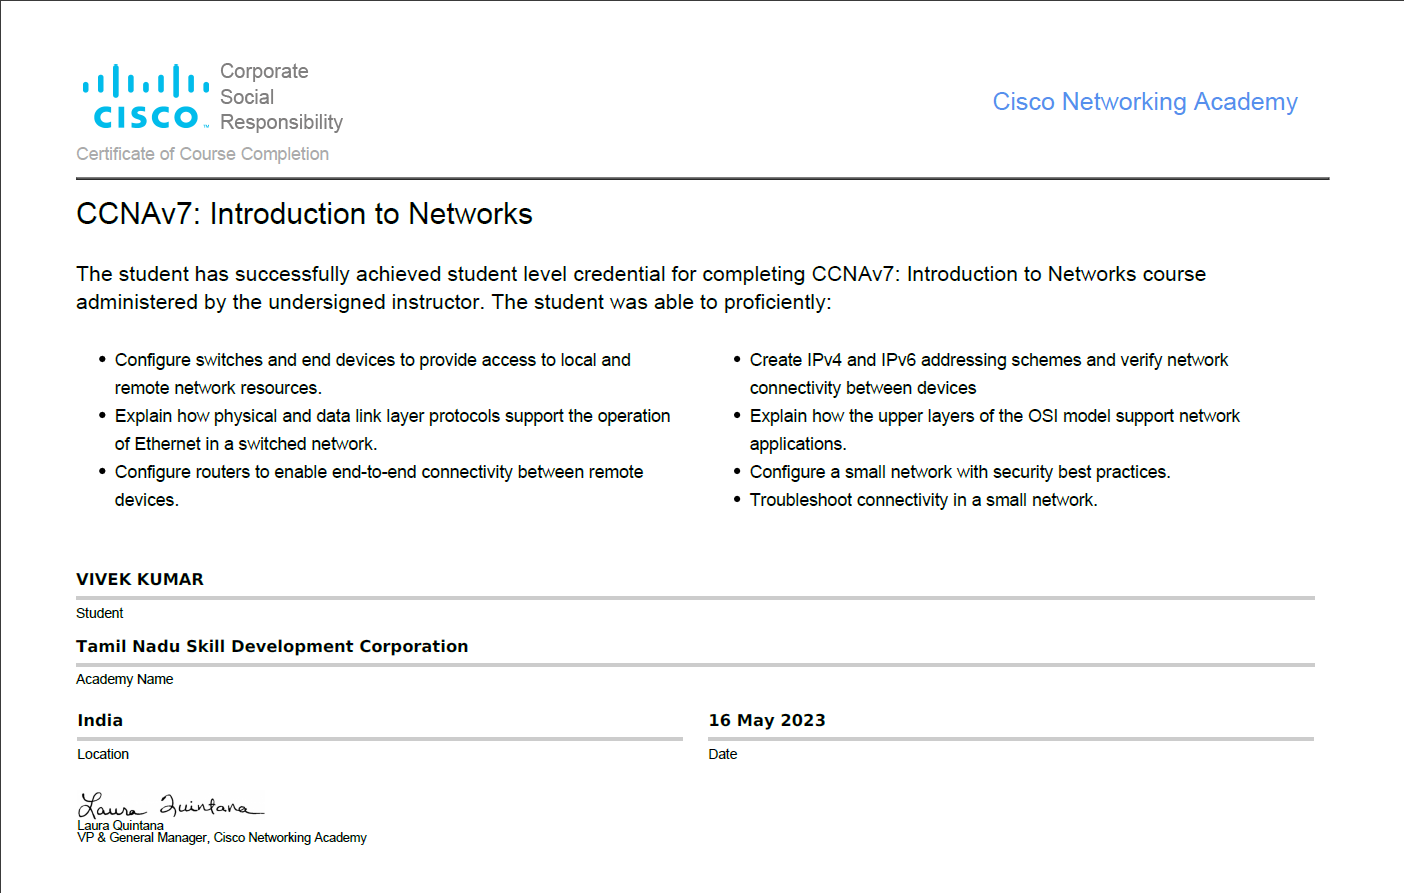 CISCO™
Corporate
Social
Responsibility
Cisco Networking Academy
Certificate of Course Completion
CCNAv7: Introduction to Networks
The student has successfully achieved student level credential for completing CCNAv7: Introduction to Networks course
administered by the undersigned instructor. The student was able to proficiently:
• Configure switches and end devices to provide access to local and
remote network resources.
• Explain how physical and data link layer protocols support the operation
of Ethernet in a switched network.
• Configure routers to enable end-to-end connectivity between remote
devices.
• Create IPv4 and IPv6 addressing schemes and verify network
connectivity between devices
• Explain how the upper layers of the OSI model support network
applications.
• Configure a small network with security best practices.
• Troubleshoot connectivity in a small network.
VIVEK KUMAR
Student
Tamil Nadu Skill Development Corporation
Academy Name
India
Location
16 May 2023
Date
Laura Quintana
Laura Quintana
VP & General Manager, Cisco Networking Academy